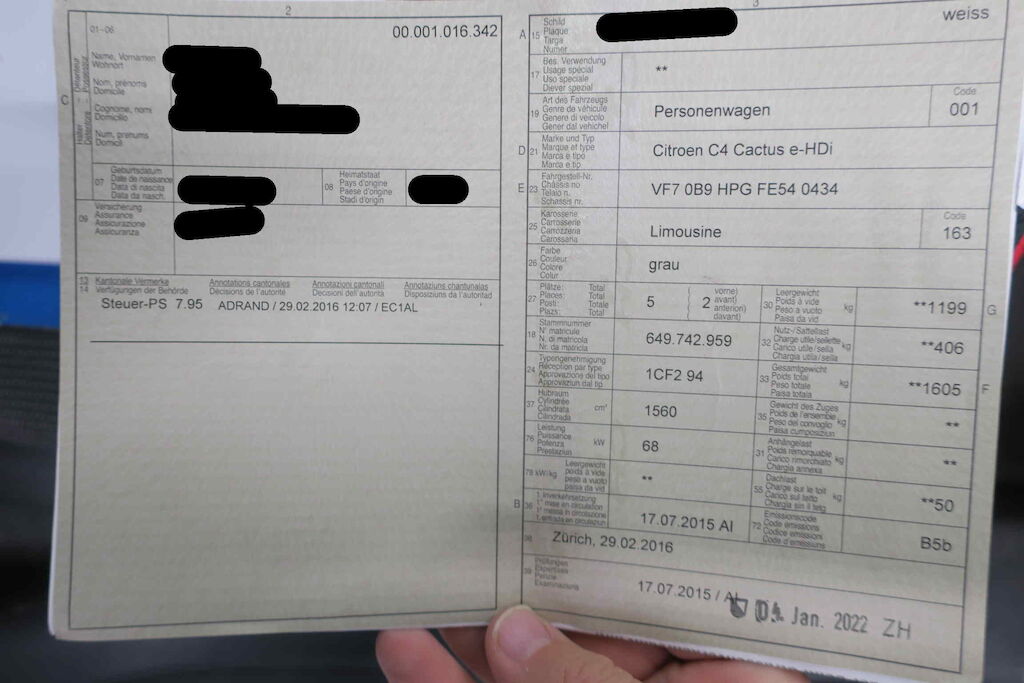 2
01-06
00.001.016.342
Name, Vornamen
Wohnort
Nom, prénoms
Domicile
Cognome, nomi
Domicilio
Num, prenums
Domicil
C
Halter Détenteur
Detentore Possessur
07
Geburtsdatum
Date de naissance
Data di nascita
Data da nasch.
08
Heimatstaat
Pays d'origine
Paese d'origine
Stadi d'origin
09
Versicherung
Assurance
Assicurazione
Assicuranza
13
14
Kantonale Vermerke
Verfügungen der Behörde
Annotations cantonales
Décisions de l'autorité
Annotazioni cantonali
Decisioni dell'autorità
Annotaziuns chantunalas
Disposiziuns da l'autoritad
Steuer-PS 7.95 ADRAND / 29.02.2016 12:07 / EC1AL
3
A
15
Schild
Plaque
Targa
Numer
weiss
17
Bes. Verwendung
Usage spécial
Uso speciale
Diever spezial
**
19
Art des Fahrzeugs
Genre de véhicule
Genere di veicolo
Gener dal vehichel
Personenwagen
Code
001
D
21
Marke und Typ
Marque et type
Marca e tipo
Marca e tip
Citroen C4 Cactus e-HDi
E
23
Fahrgestell-Nr.
Châssis no
Telaio n.
Schassis nr.
VF7 0B9 HPG FE54 0434
25
Karosserie
Carrosserie
Carrozzeria
Carossaria
Limousine
Code
163
26
Farbe
Couleur
Colore
Colur
grau
27
Plätze: Total
Places: Total
Posti: Totale
Plazs: Total
5
( vorne)
2 avant)
( anteriori)
davant)
30
Leergewicht
Poids à vide
Peso a vuoto
Paisa da vid
kg
**1199
G
18
Stammnummer
N° matricule
N. di matricola
Nr. da matricla
649.742.959
32
Nutz-/Sattellast
Charge utile/sellette
Carico utile/sella
Chargia utila/sella
kg
**406
24
Typengenehmigung
Réception par type
Approvazione del tipo
Approvaziun dal tip
1CF2 94
33
Gesamtgewicht
Poids total
Peso totale
Paisa totala
kg
**1605
F
37
Hubraum
Cylindrée
Cilindrata
Cilindrada
cm³
1560
35
Gewicht des Zuges
Poids de l'ensemble
Peso del convoglio
Paisa cumposiziun
kg
**
76
Leistung
Puissance
Potenza
Prestaziun
kW
68
31
Anhängelast
Poids remorquable
Carico rimorchiato
Chargia annexa
kg
**
78 kW/kg
Leergewicht
poids à vide
peso a vuoto
paisa da vid
**
55
Dachlast
Charge sur le toit
Carico sul tetto
Chargia sin il tetg
kg
**50
B
36
1. Inverkehrsetzung
1re mise en circulation
1a messa in circolazione
1. entrada en circulaziun
17.07.2015 AI
72
Emissionscode
Code émissions
Codice emissioni
Code d'emissiuns
B5b
38
Zürich, 29.02.2016
39
Prüfungen
Expertises
Perizie
Examinaziuns
17.07.2015 / AI
04. Jan. 2022 ZH